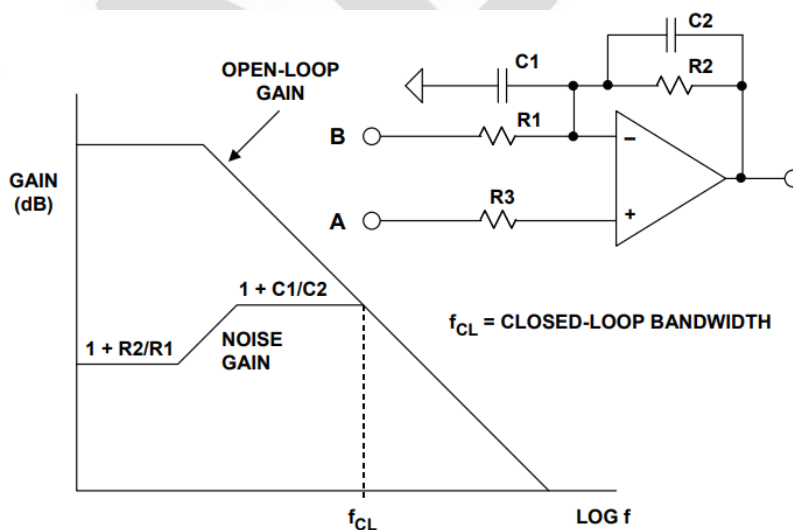 OPEN-LOOP
GAIN
GAIN
(dB)
1 + C1/C2
1 + R2/R1
NOISE
GAIN
f_CL
LOG f
C2
C1
R2
B
R1
–
R3
A
+
f_CL = CLOSED-LOOP BANDWIDTH